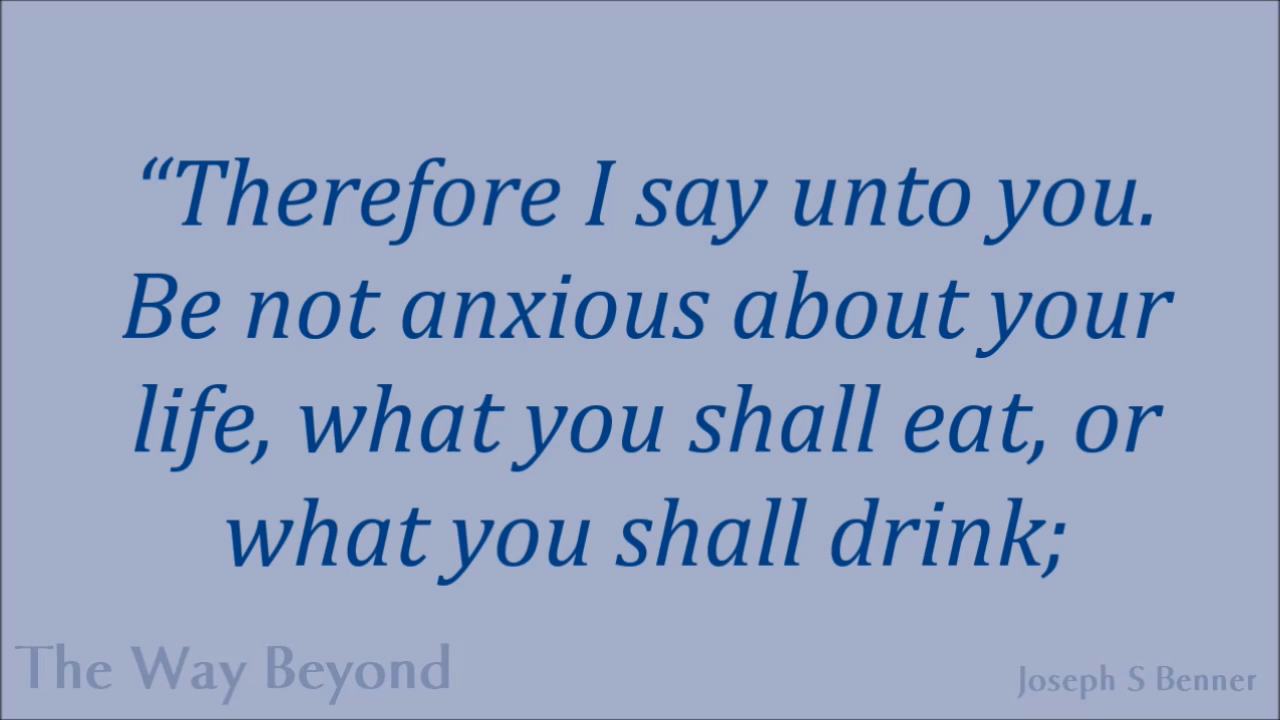 “Therefore I say unto you.
Be not anxious about your
life, what you shall eat, or
what you shall drink;
The Way Beyond
Joseph S Benner